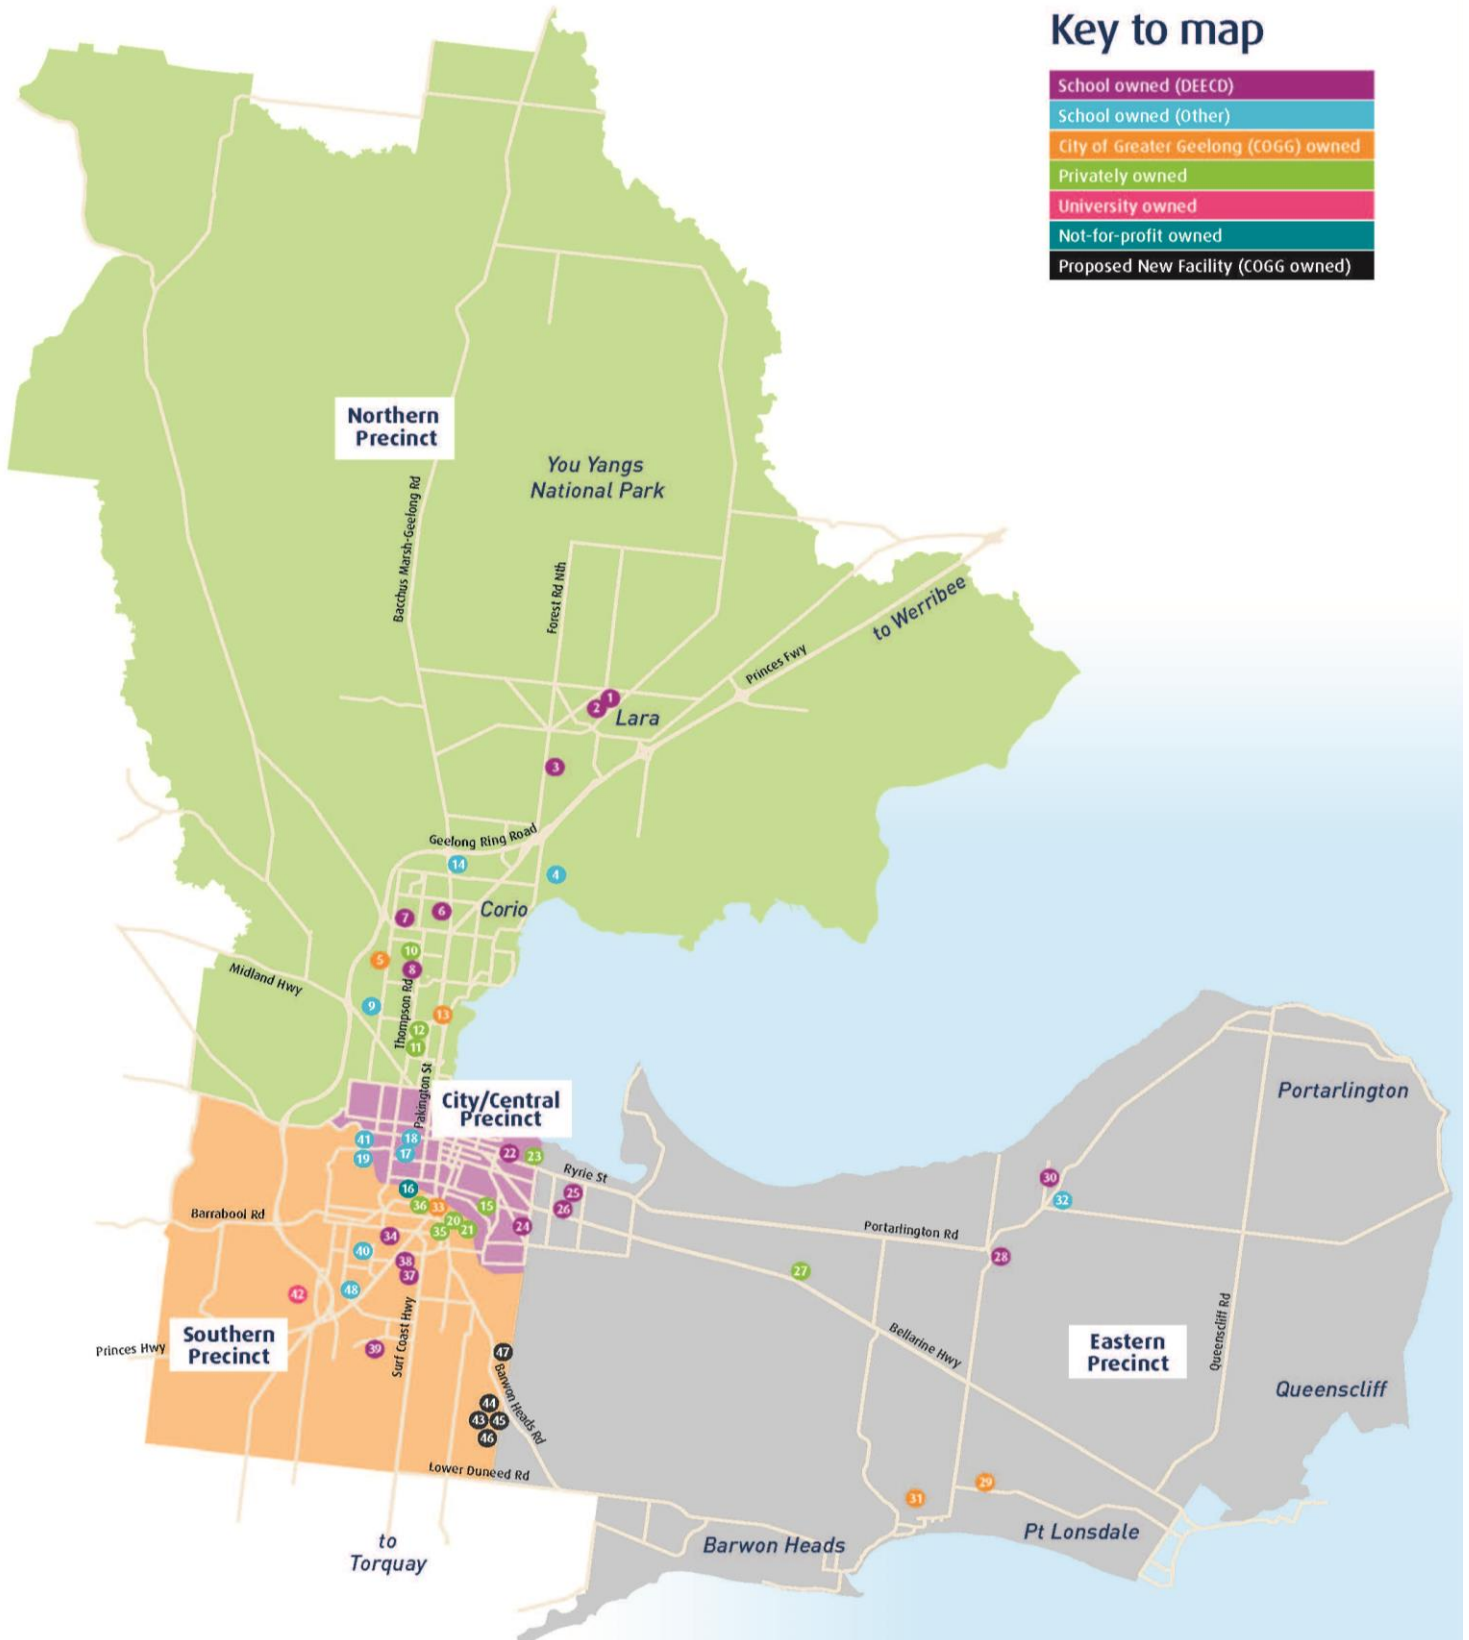 Key to map
School owned (DEECD)
School owned (Other)
City of Greater Geelong (COGG) owned
Privately owned
University owned
Not-for-profit owned
Proposed New Facility (COGG owned)
Northern
Precinct
You Yangs
National Park
Bacchus Marsh-Geelong Rd
Forest Rd Nth
to Werribee
Princes Fwy
1
2
Lara
3
Geelong Ring Road
14
4
7
6
Corio
10
5
8
Midland Hwy
Thompson Rd
9
13
12
11
Pakington St
City/Central
Precinct
Portarlington
41
18
17
19
22
23
Ryrie St
30
32
16
25
26
36
33
15
Barrabool Rd
20
35
21
24
34
Portarlington Rd
40
38
37
28
27
42
48
Southern
Precinct
Surf Coast Hwy
Princes Hwy
39
47
Barwon Heads Rd
Bellarine Hwy
Eastern
Precinct
Queenscliff Rd
Queenscliff
44
43
45
46
Lower Duneed Rd
29
31
Pt Lonsdale
Barwon Heads
to
Torquay